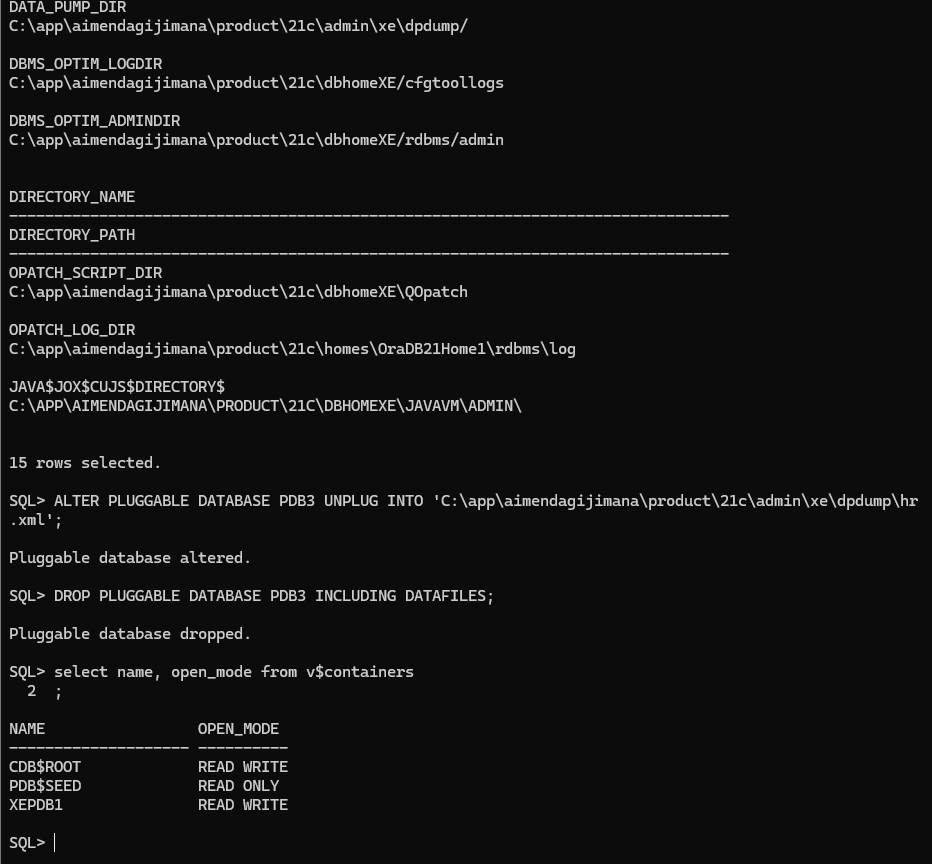 DATA_PUMP_DIR
C:\app\aimendagijimana\product\21c\admin\xe\dpdump/
DBMS_OPTIM_LOGDIR
C:\app\aimendagijimana\product\21c\dbhomeXE/cfgtoollogs
DBMS_OPTIM_ADMINDIR
C:\app\aimendagijimana\product\21c\dbhomeXE/rdbms/admin
DIRECTORY_NAME
--------------------------------------------------------------------------------
DIRECTORY_PATH
--------------------------------------------------------------------------------
OPATCH_SCRIPT_DIR
C:\app\aimendagijimana\product\21c\dbhomeXE\QOpatch
OPATCH_LOG_DIR
C:\app\aimendagijimana\product\21c\homes\OraDB21Home1\rdbms\log
JAVA$JOX$CUJS$DIRECTORY$
C:\APP\AIMENDAGIJIMANA\PRODUCT\21C\DBHOMEXE\JAVAVM\ADMIN\
15 rows selected.
SQL> ALTER PLUGGABLE DATABASE PDB3 UNPLUG INTO 'C:\app\aimendagijimana\product\21c\admin\xe\dpdump\hr
.xml';
Pluggable database altered.
SQL> DROP PLUGGABLE DATABASE PDB3 INCLUDING DATAFILES;
Pluggable database dropped.
SQL> select name, open_mode from v$containers
  2  ;
NAME                 OPEN_MODE
-------------------- ----------
CDB$ROOT             READ WRITE
PDB$SEED             READ ONLY
XEPDB1               READ WRITE
SQL>